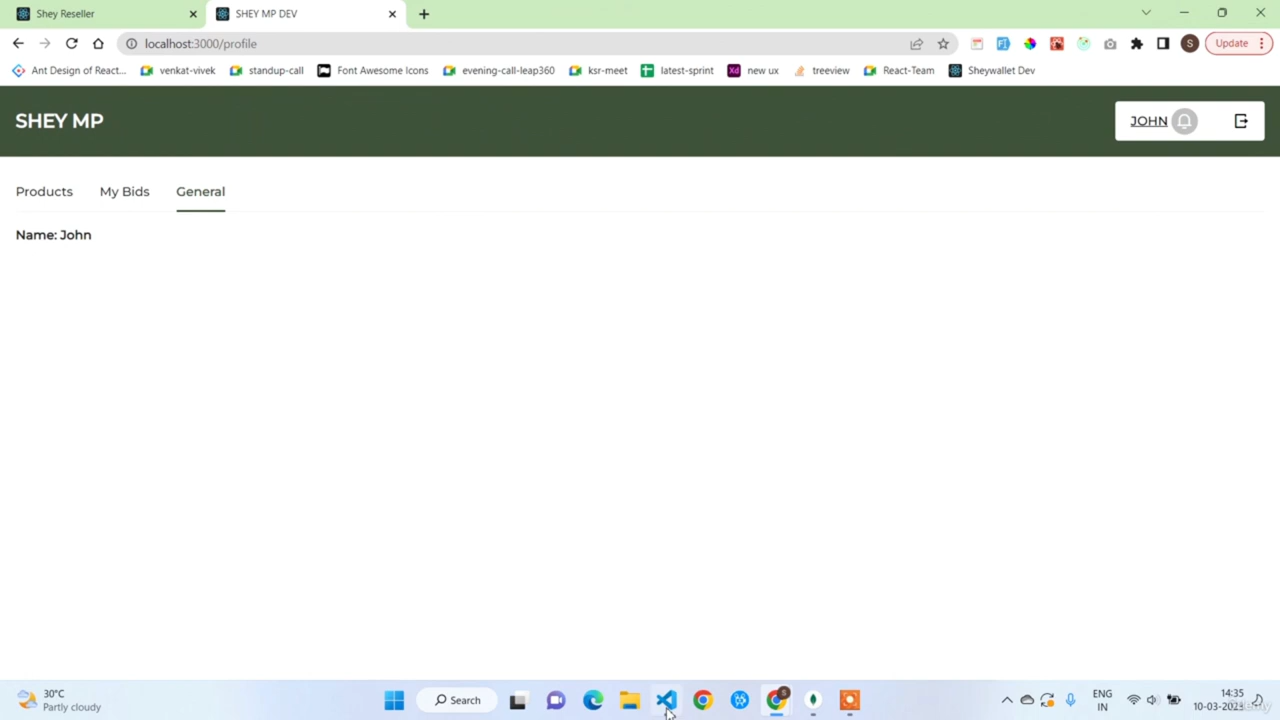 Shey Reseller
SHEY MP DEV
localhost:3000/profile
S
Update
Ant Design of React...
venkat-vivek
standup-call
Font Awesome Icons
evening-call-leap360
ksr-meet
latest-sprint
Xd new ux
treeview
React-Team
Sheywallet Dev
SHEY MP
JOHN
Products My Bids General
Name: John
30°C
Partly cloudy
Search
ENG
IN
14:35
10-03-2023